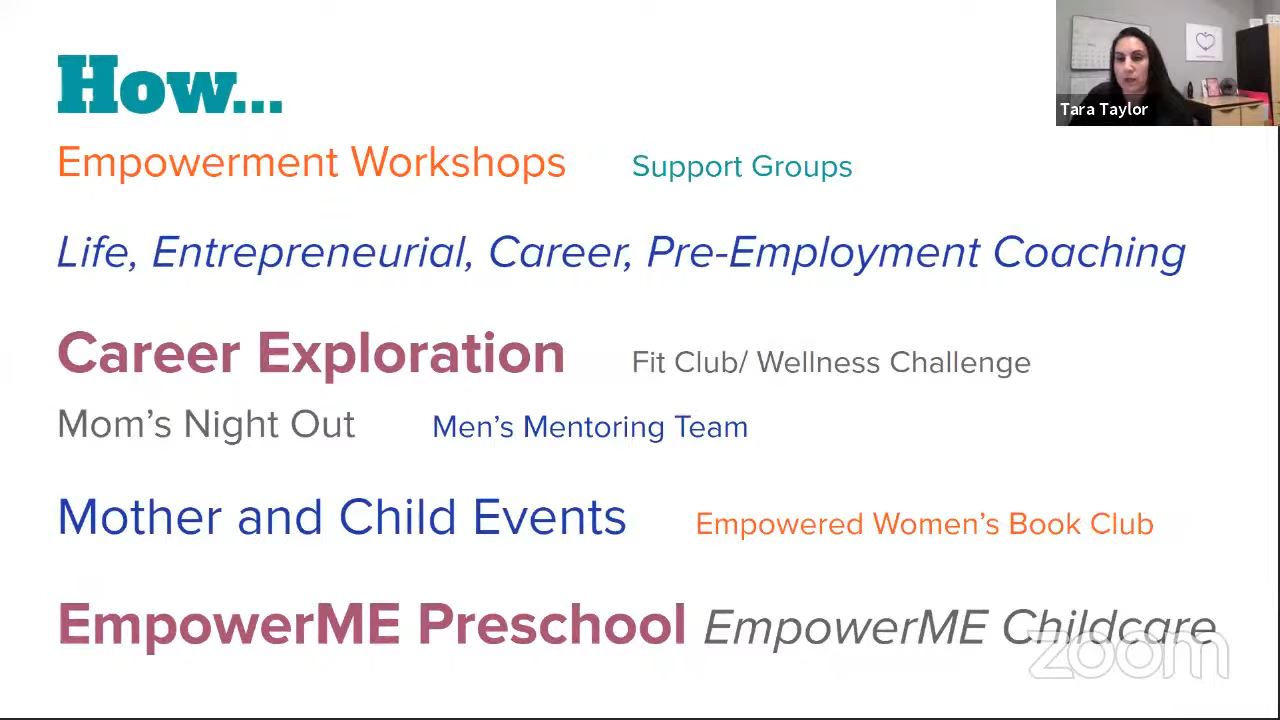 How...
Tara Taylor
Empowerment Workshops Support Groups
Life, Entrepreneurial, Career, Pre-Employment Coaching
Career Exploration Fit Club/ Wellness Challenge
Mom’s Night Out Men’s Mentoring Team
Mother and Child Events Empowered Women’s Book Club
EmpowerME Preschool EmpowerME Childcare
zoom